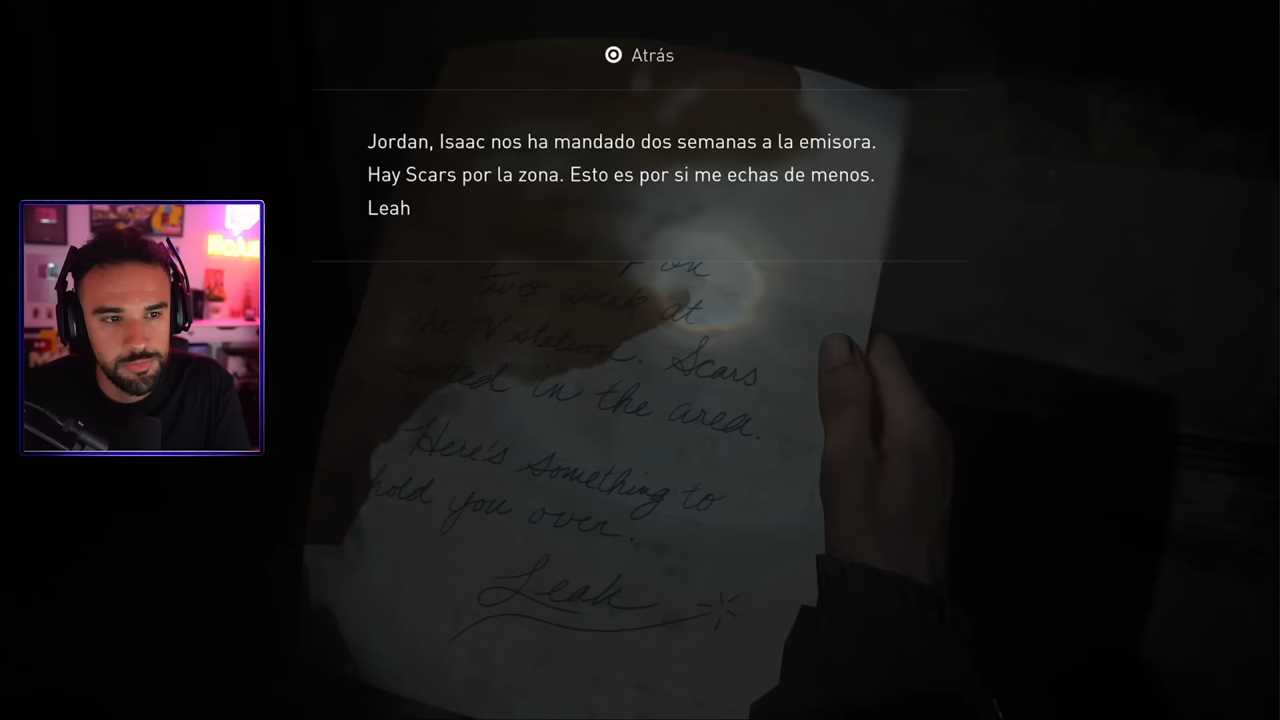 Atrás
Jordan, Isaac nos ha mandado dos semanas a la emisora.
Hay Scars por la zona. Esto es por si me echas de menos.
Leah
two week at
the TV station. Scars
in the area.
Here's something to
hold you over.
Leah